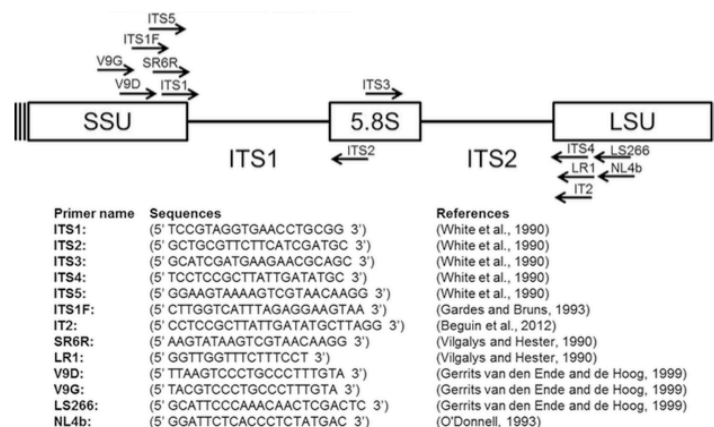 ITS5
ITS1F
V9G SR6R
V9D ITS1 ITS3
SSU 5.8S LSU
ITS1 ITS2 ITS2 ITS4 LS266
LR1 NL4b
IT2
Primer name Sequences References
ITS1: (5' TCCGTAGGTGAACCTGCGG 3') (White et al., 1990)
ITS2: (5' GCTGCGTTCTTCATCGATGC 3') (White et al., 1990)
ITS3: (5' GCATCGATGAAGAACGCAGC 3') (White et al., 1990)
ITS4: (5' TCCTCCGCTTATTGATATGC 3') (White et al., 1990)
ITS5: (5' GGAAGTAAAAGTCGTAACAAGG 3') (White et al., 1990)
ITS1F: (5' CTTGGTCATTTAGAGGAAGTAA 3') (Gardes and Bruns, 1993)
IT2: (5' CCTCCGCTTATTGATATGCTTAGG 3') (Beguin et al., 2012)
SR6R: (5' AAGTATAAGTCGTAACAAGG 3') (Vilgalys and Hester, 1990)
LR1: (5' GGTTGGTTTCTTTCCT 3') (Vilgalys and Hester, 1990)
V9D: (5' TTAAGTCCCTGCCCTTTGTA 3') (Gerrits van den Ende and de Hoog, 1999)
V9G: (5' TACGTCCCTGCCCTTTGTA 3') (Gerrits van den Ende and de Hoog, 1999)
LS266: (5' GCATTCCCAAACAACTCGACTC 3') (Gerrits van den Ende and de Hoog, 1999)
NL4b: (5' GGATTCTCACCCTCTATGAC 3') (O'Donnell, 1993)